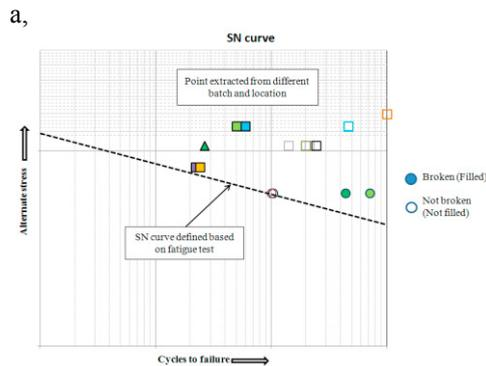 a,
SN curve
Point extracted from different
batch and location
Alternate stress
Broken (Filled)
Not broken
(Not filled)
SN curve defined based
on fatigue test
Cycles to failure